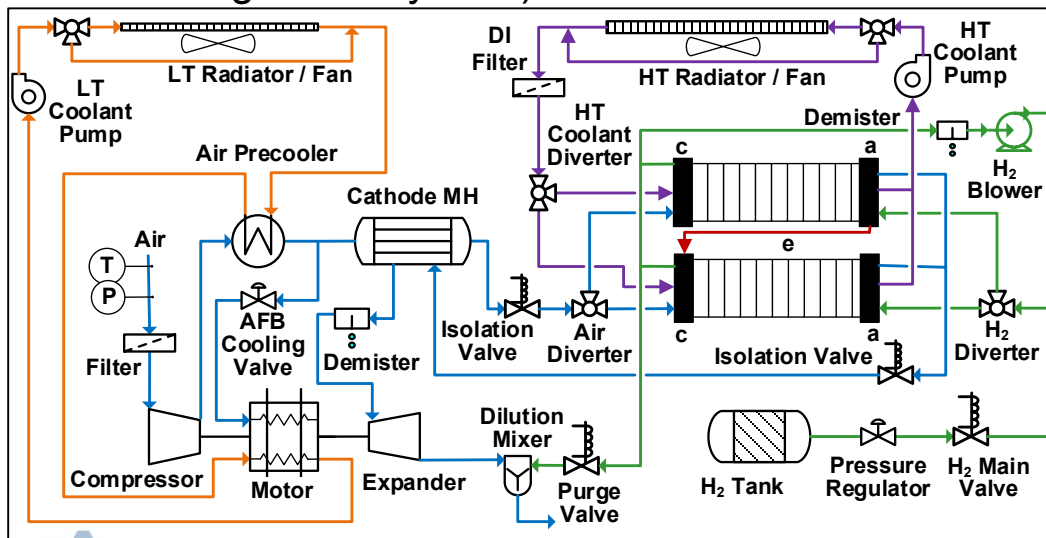 LT Radiator / Fan
LT
Coolant
Pump
DI
Filter
HT Radiator / Fan
HT
Coolant
Pump
HT
Coolant
Diverter
Demister
H₂
Blower
Air Precooler
Cathode MH
c
a
e
c
a
Air
T
P
Filter
AFB
Cooling
Valve
Demister
Isolation
Valve
Air
Diverter
Isolation Valve
H₂
Diverter
Compressor
Motor
Expander
Dilution
Mixer
Purge
Valve
H₂ Tank
Pressure
Regulator
H₂ Main
Valve